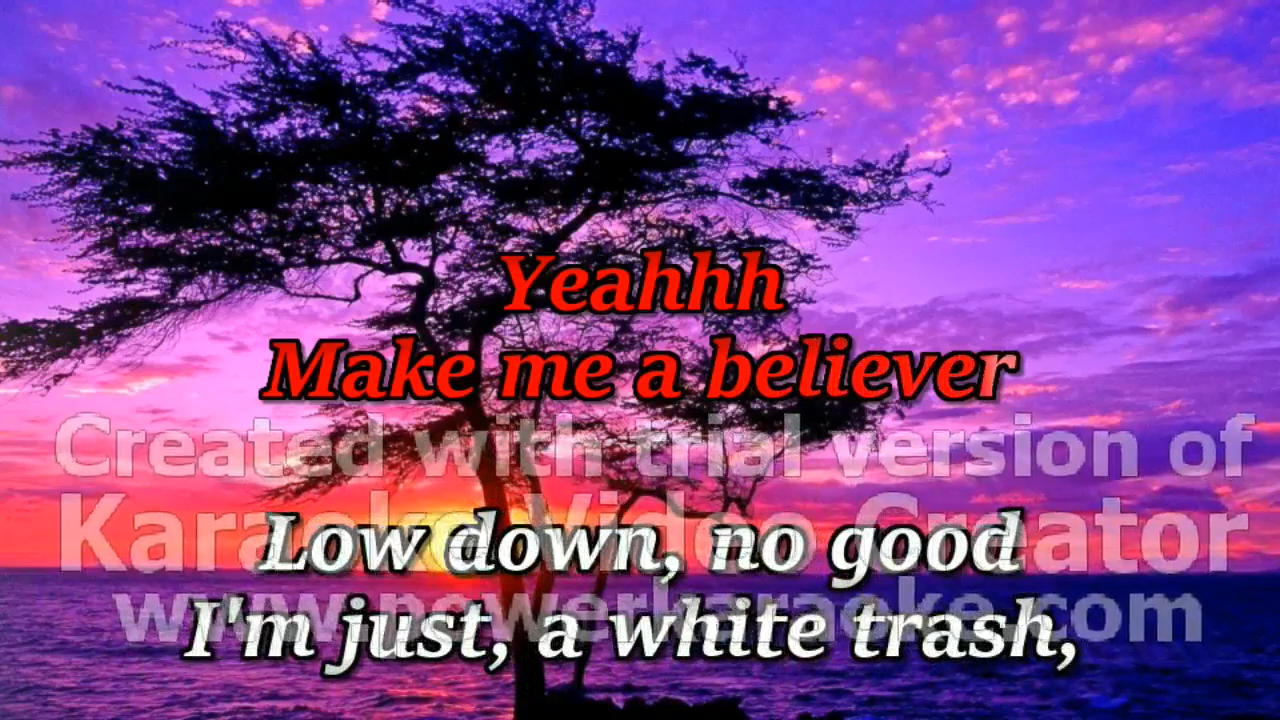 Yeahhh
Make me a believer
Created with trial version of
Karaoke Video Creator
Low down, no good
www.powerkaraoke.com
I'm just, a white trash,